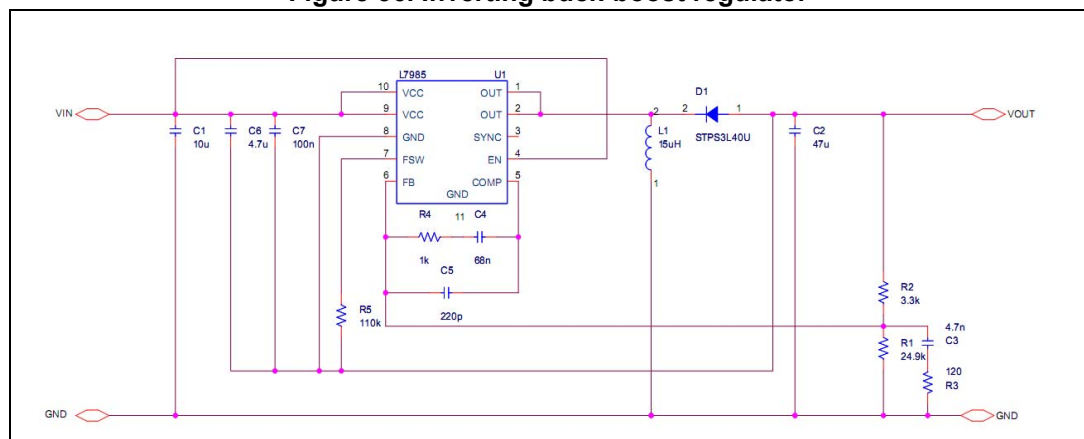 Figure 30. Inverting buck-boost regulator
L7985 U1
10 VCC OUT 1
9 VCC OUT 2
8 GND SYNC 3
7 FSW EN 4
6 FB COMP 5
GND
11
VIN
C1
10u
C6
4.7u
C7
100n
R4
1k
C4
68n
C5
220p
R5
110k
2
L1
15uH
1
D1
2 1
STPS3L40U
C2
47u
VOUT
R2
3.3k
R1
24.9k
4.7n
C3
120
R3
GND
GND